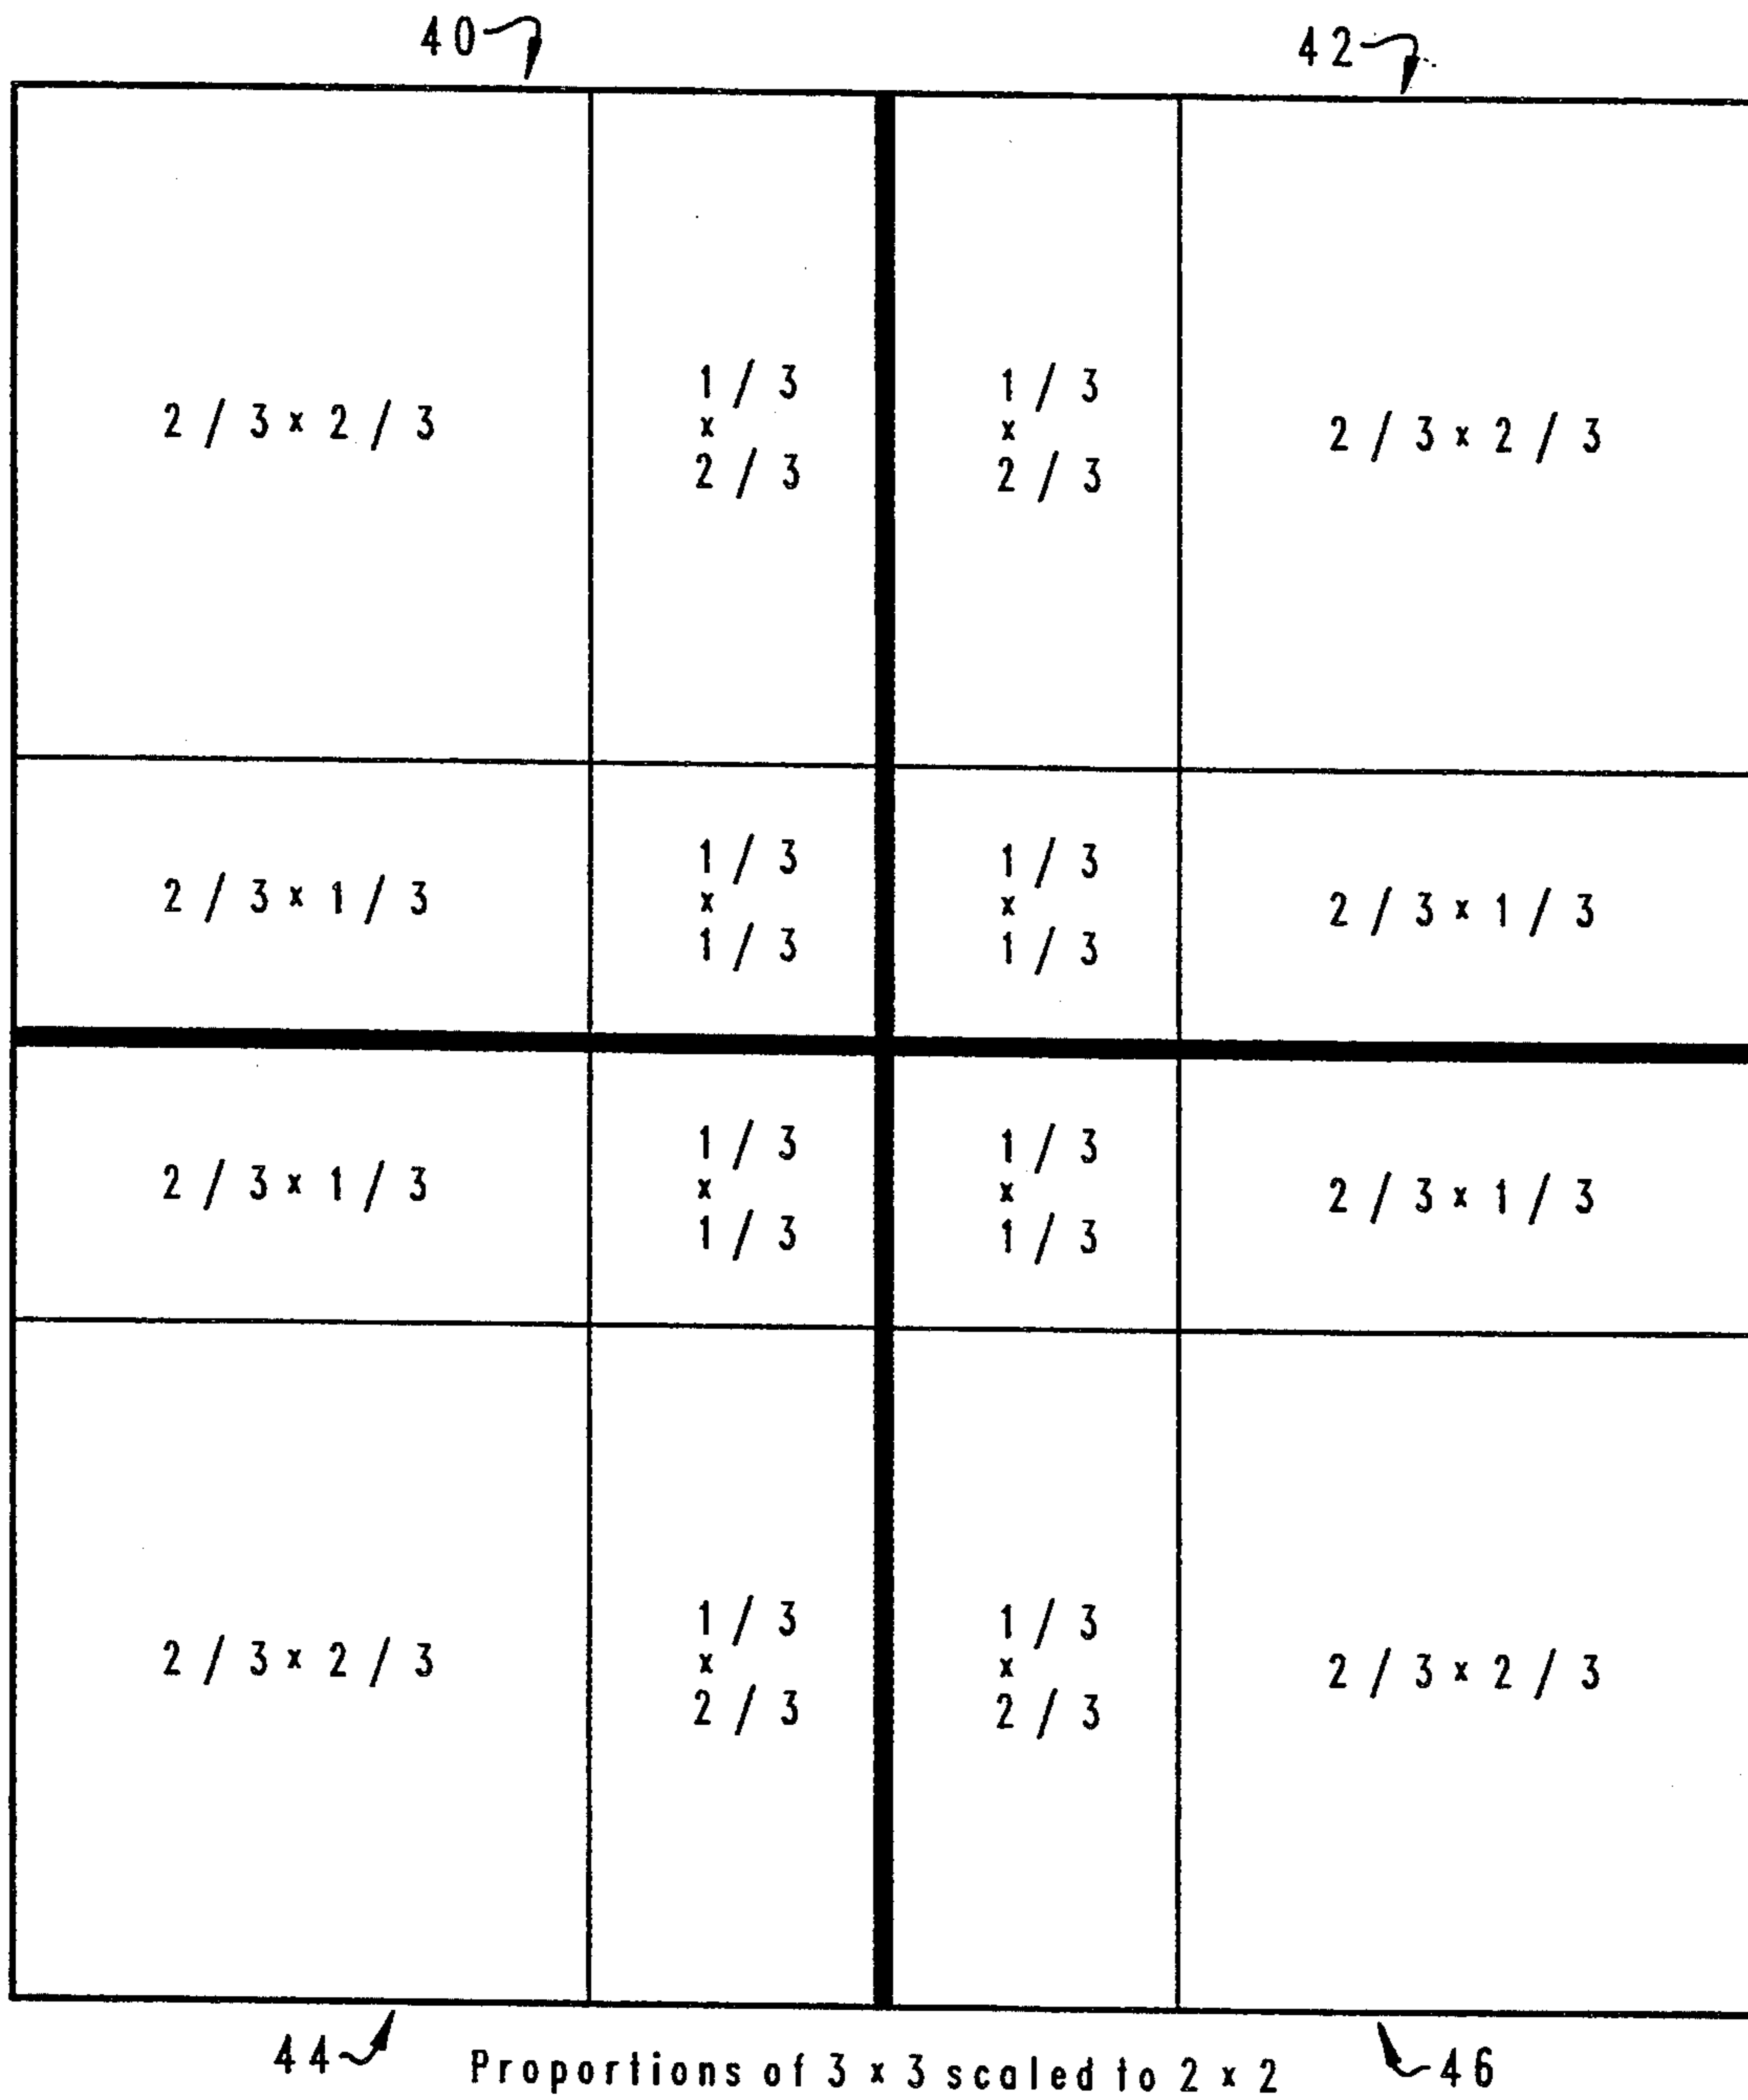 40
42
2 / 3 x 2 / 3
1 / 3
x
2 / 3
1 / 3
x
2 / 3
2 / 3 x 2 / 3
2 / 3 x 1 / 3
1 / 3
x
1 / 3
1 / 3
x
1 / 3
2 / 3 x 1 / 3
2 / 3 x 1 / 3
1 / 3
x
1 / 3
1 / 3
x
1 / 3
2 / 3 x 1 / 3
2 / 3 x 2 / 3
1 / 3
x
2 / 3
1 / 3
x
2 / 3
2 / 3 x 2 / 3
44
Proportions of 3 x 3 scaled to 2 x 2
46